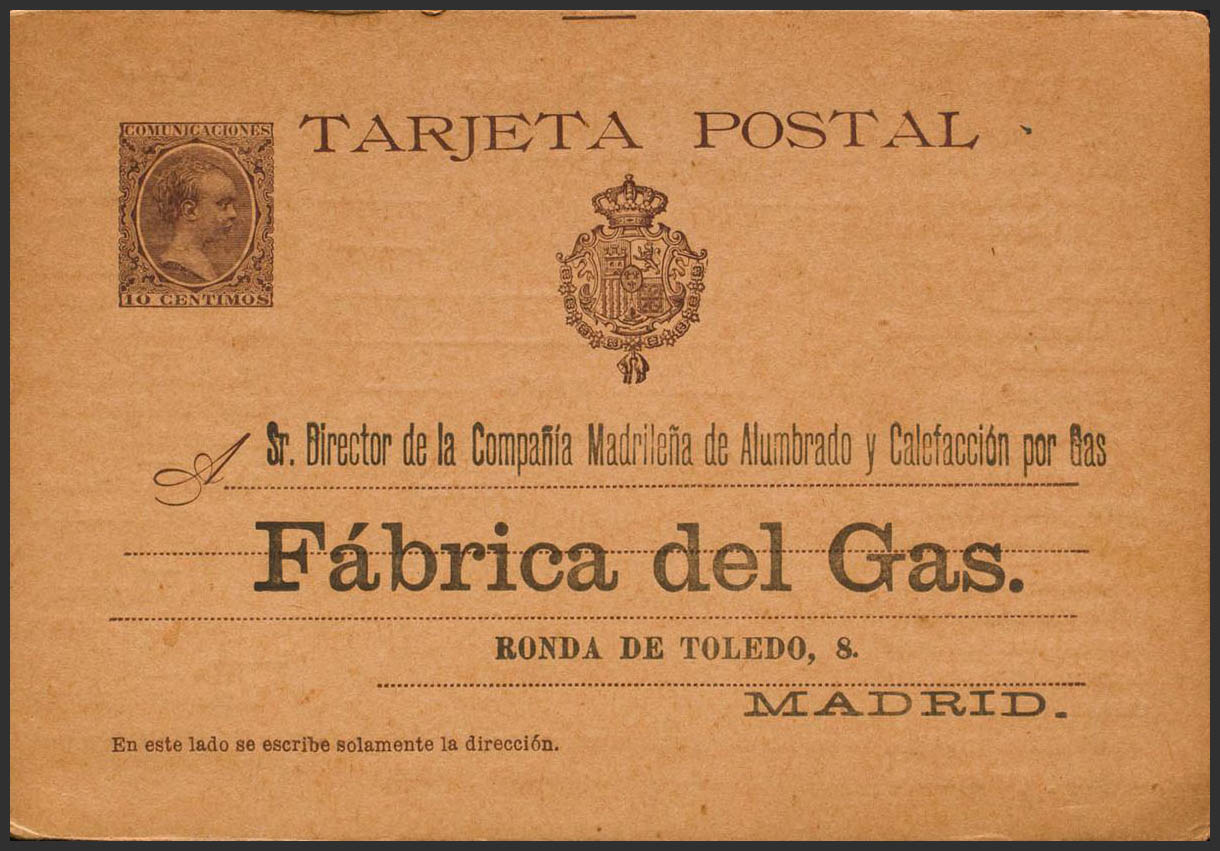 TARJETA POSTAL
COMUNICACIONES
10 CENTIMOS
A Sr. Director de la Compañía Madrileña de Alumbrado y Calefacción por Gas
Fábrica del Gas.
RONDA DE TOLEDO, 8.
MADRID.
En este lado se escribe solamente la dirección.